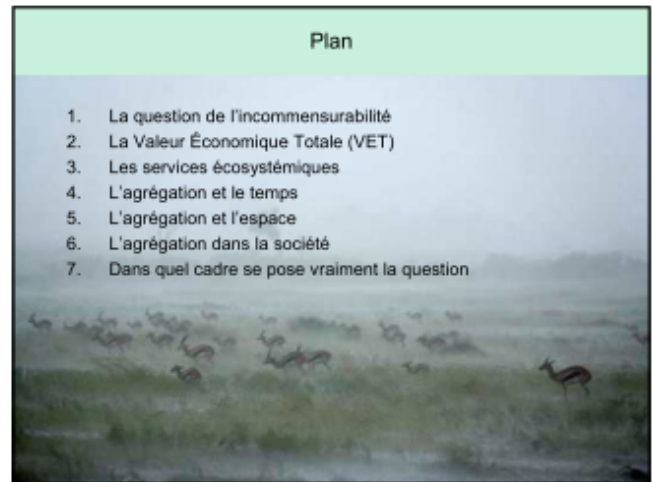 Plan
1. La question de l'incommensurabilité
2. La Valeur Économique Totale (VET)
3. Les services écosystémiques
4. L'agrégation et le temps
5. L'agrégation et l'espace
6. L'agrégation dans la société
7. Dans quel cadre se pose vraiment la question